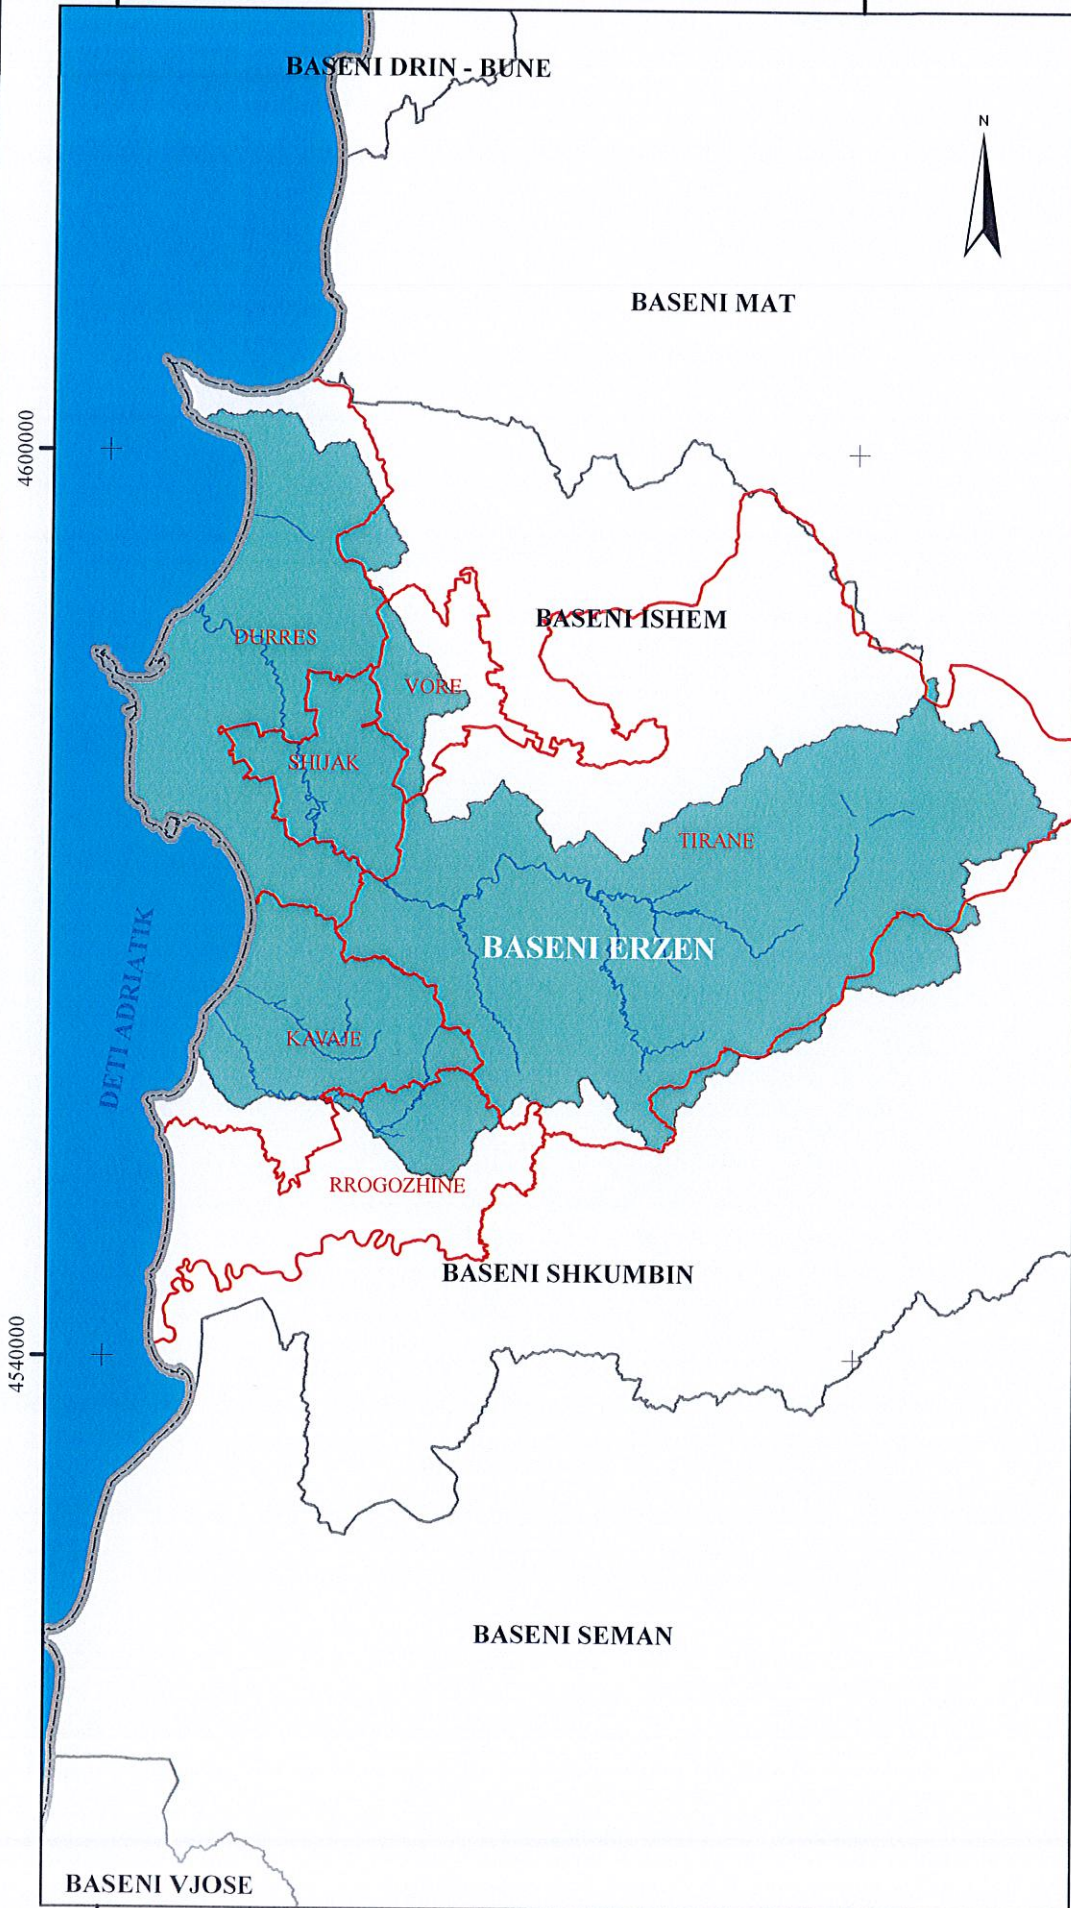 BASENI DRIN - BUNE
N
BASENI MAT
4600000
BASENI ISHEM
DURRES
VORE
SHIJAK
TIRANE
BASENI ERZEN
DETI ADRIATIK
KAVAJE
RROGOZHINE
BASENI SHKUMBIN
4540000
BASENI SEMAN
BASENI VJOSE